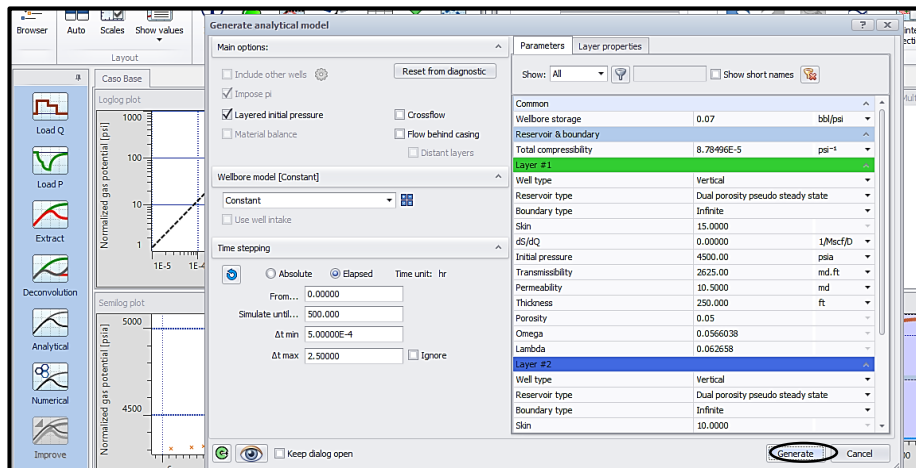 Browser
Auto Scales Show values
Layout
Load Q
Load P
Extract
Deconvolution
Analytical
Numerical
Improve
Caso Base
Loglog plot
Normalized gas potential [psi]
1000
100
10
1
1E-5 1E-4
Semilog plot
Normalized gas potential [psia]
5000
4500
Generate analytical model ? X
Main options:
Include other wells
Reset from diagnostic
Impose pi
Layered initial pressure Crossflow
Material balance Flow behind casing
Distant layers
Wellbore model [Constant]
Constant
Use well intake
Time stepping
Absolute Elapsed Time unit: hr
From... 0.00000
Simulate until... 500.000
Δt min 5.00000E-4
Δt max 2.50000 Ignore
Parameters Layer properties
Show: All Show short names
Common
Wellbore storage 0.07 bbl/psi
Reservoir & boundary
Total compressibility 8.78496E-5 psi⁻¹
Layer #1
Well type Vertical
Reservoir type Dual porosity pseudo steady state
Boundary type Infinite
Skin 15.0000
dS/dQ 0.00000 1/Mscf/D
Initial pressure 4500.00 psia
Transmissibility 2625.00 md.ft
Permeability 10.5000 md
Thickness 250.000 ft
Porosity 0.05
Omega 0.0566038
Lambda 0.062658
Layer #2
Well type Vertical
Reservoir type Dual porosity pseudo steady state
Boundary type Infinite
Skin 10.0000
Keep dialog open
Generate Cancel